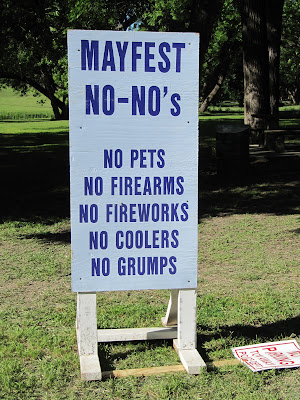 MAYFEST
NO-NO's
NO PETS
NO FIREARMS
NO FIREWORKS
NO COOLERS
NO GRUMPS